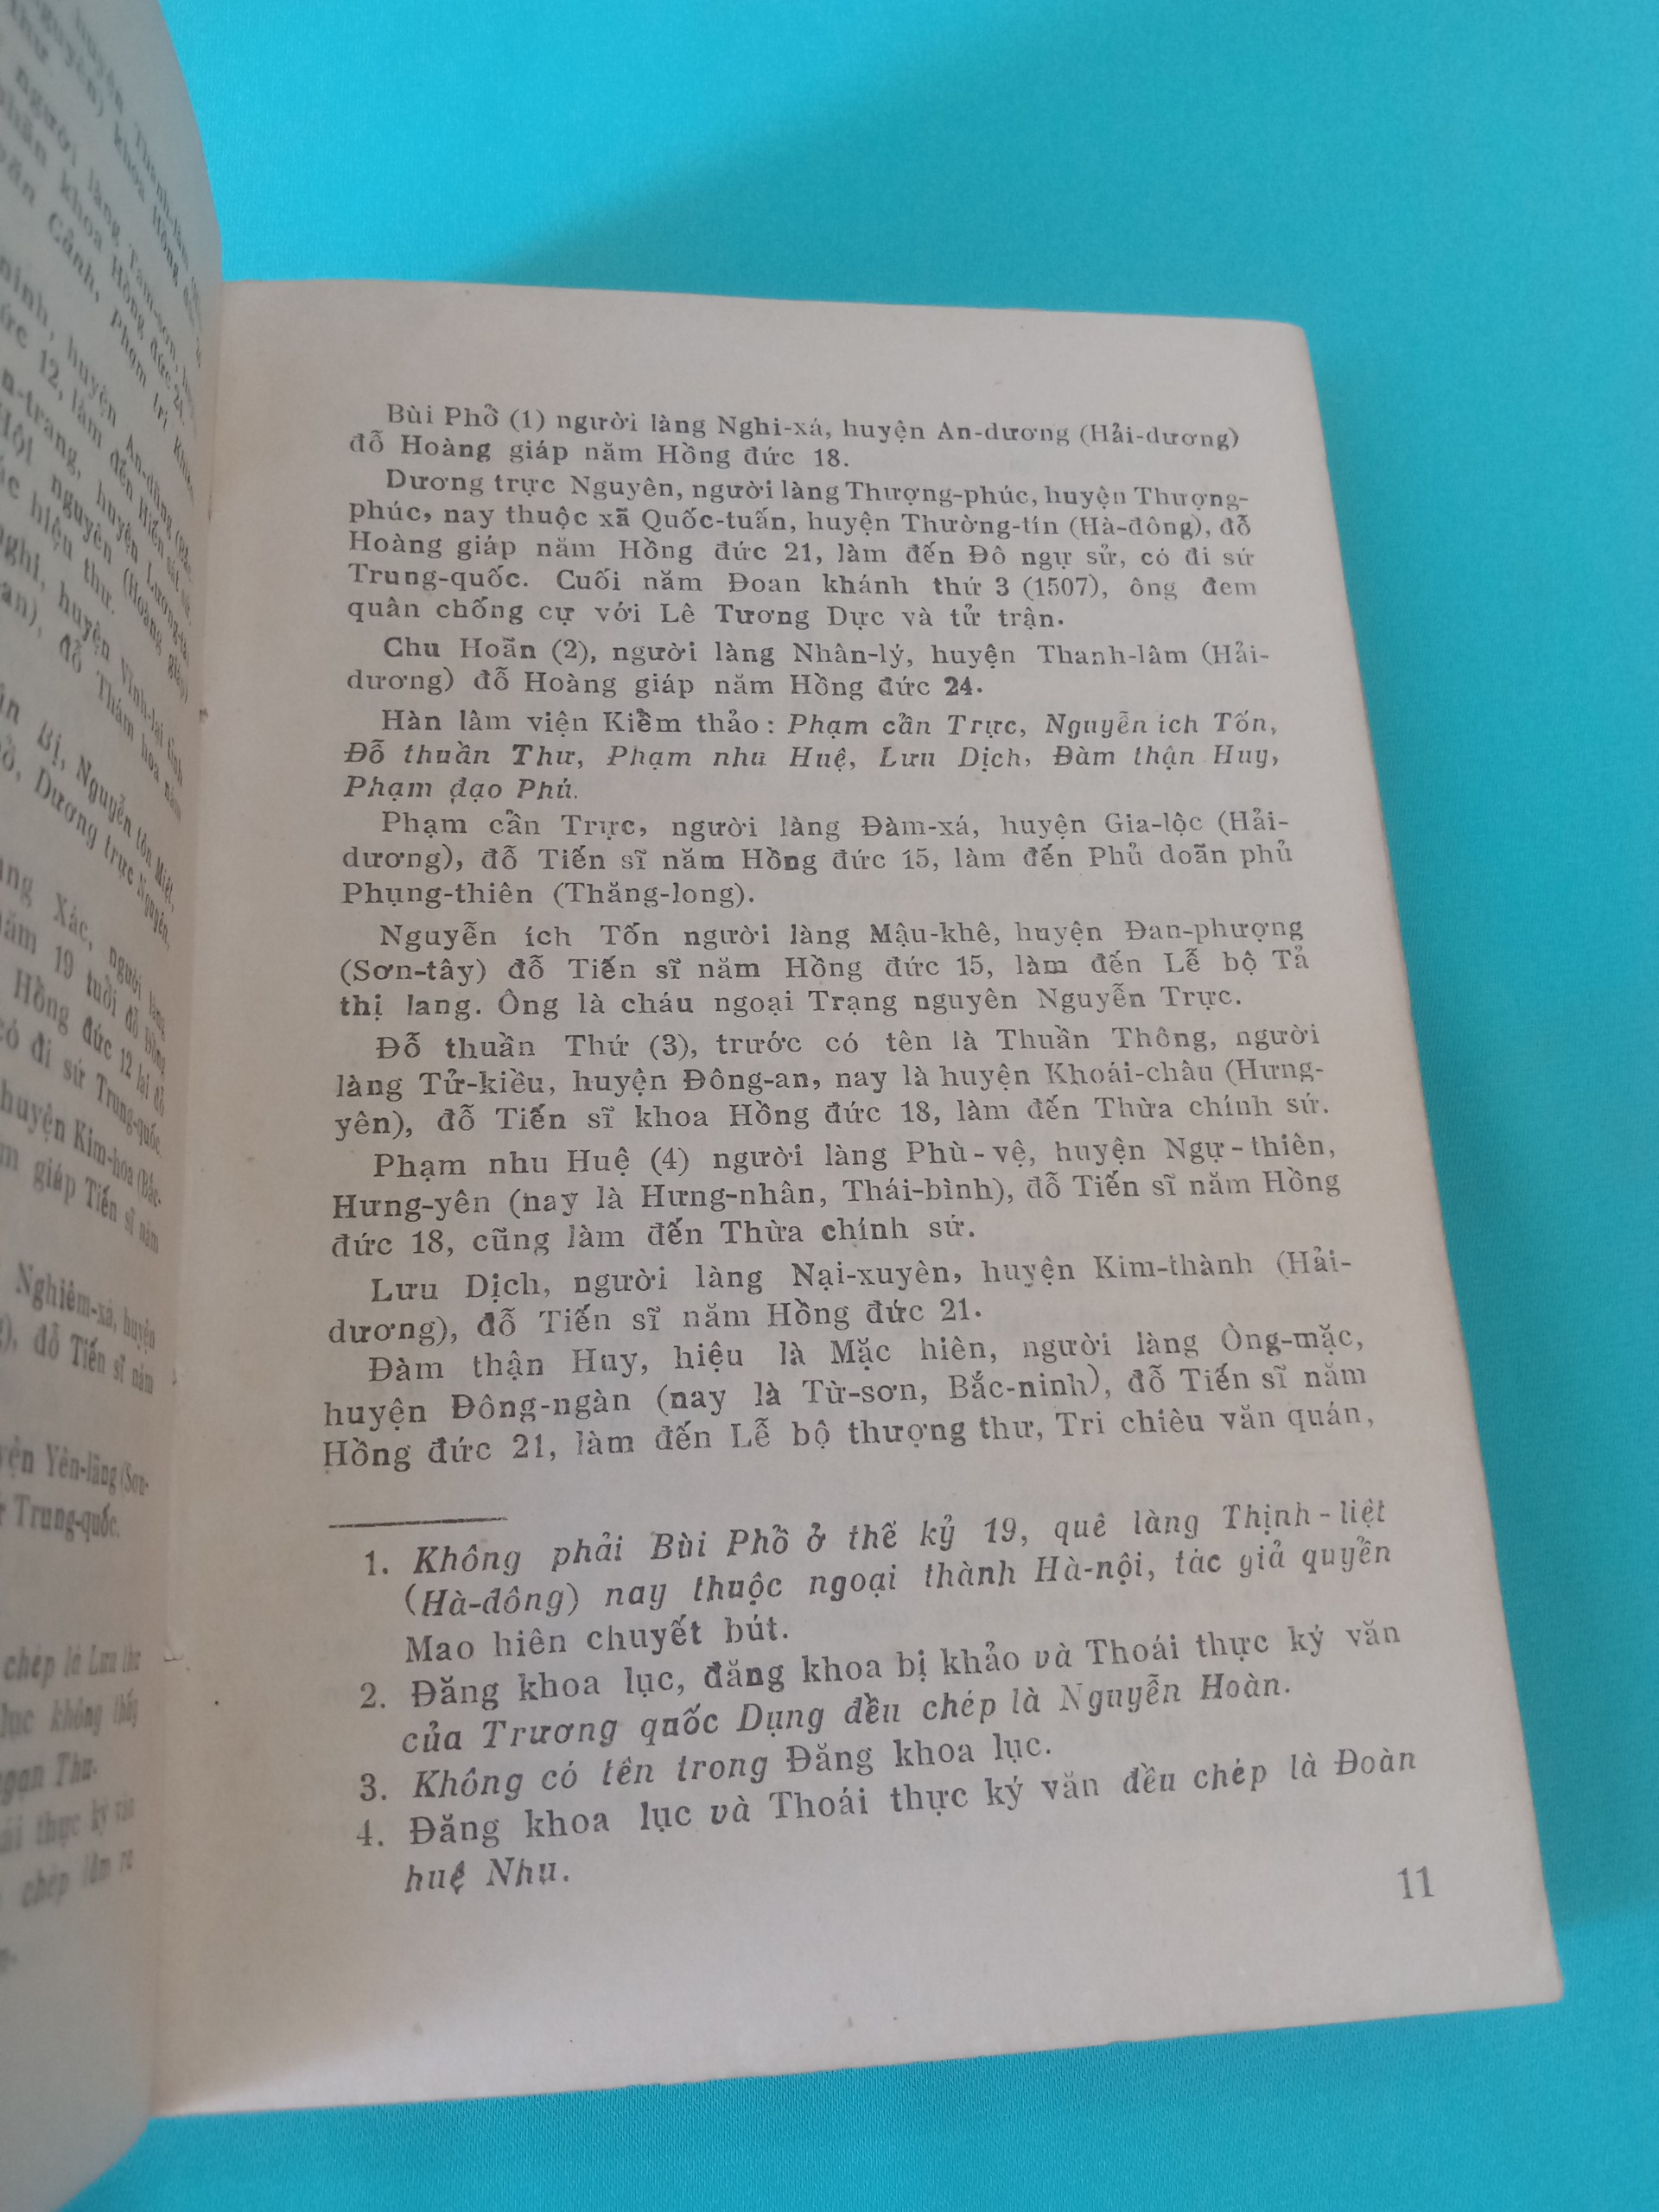 Bùi Phổ (1) người làng Nghi-xá, huyện An-dương (Hải-dương)
đỗ Hoàng giáp năm Hồng đức 18.
Dương trực Nguyên, người làng Thượng-phúc, huyện Thượng-
phúc, nay thuộc xã Quốc-tuấn, huyện Thường-tín (Hà-đông), đỗ
Hoàng giáp năm Hồng đức 21, làm đến Đô ngự sử, có đi sứ
Trung-quốc. Cuối năm Đoan khánh thứ 3 (1507), ông đem
quân chống cự với Lê Tương Dực và tử trận.
Chu Hoãn (2), người làng Nhân-lý, huyện Thanh-lâm (Hải-
dương) đỗ Hoàng giáp năm Hồng đức 24.
Hàn lâm viện Kiểm thảo : Phạm cẩn Trực, Nguyễn ích Tốn,
Đỗ thuần Thư, Phạm nhu Huệ, Lưu Dịch, Đàm thận Huy,
Phạm đạo Phú.
Phạm cẩn Trực, người làng Đàm-xá, huyện Gia-lộc (Hải-
dương), đỗ Tiến sĩ năm Hồng đức 15, làm đến Phủ doãn phủ
Phụng-thiên (Thăng-long).
Nguyễn ích Tốn người làng Mậu-khê, huyện Đan-phượng
(Sơn-tây) đỗ Tiến sĩ năm Hồng đức 15, làm đến Lễ bộ Tả
thị lang. Ông là cháu ngoại Trạng nguyên Nguyễn Trực.
Đỗ thuần Thứ (3), trước có tên là Thuần Thông, người
làng Tử-kiều, huyện Đông-an, nay là huyện Khoái-châu (Hưng-
yên), đỗ Tiến sĩ khoa Hồng đức 18, làm đến Thừa chính sứ.
Phạm nhu Huệ (4) người làng Phù-vệ, huyện Ngự-thiên,
Hưng-yên (nay là Hưng-nhân, Thái-bình), đỗ Tiến sĩ năm Hồng
đức 18, cũng làm đến Thừa chính sứ.
Lưu Dịch, người làng Nại-xuyên, huyện Kim-thành (Hải-
dương), đỗ Tiến sĩ năm Hồng đức 21.
Đàm thận Huy, hiệu là Mặc hiên, người làng Òng-mặc,
huyện Đông-ngàn (nay là Từ-sơn, Bắc-ninh), đỗ Tiến sĩ năm
Hồng đức 21, làm đến Lễ bộ thượng thư, Tri chiêu văn quán,
1. Không phải Bùi Phổ ở thế kỷ 19, quê làng Thịnh-liệt
(Hà-đông) nay thuộc ngoại thành Hà-nội, tác giả quyển
Mao hiên chuyết bút.
2. Đăng khoa lục, đăng khoa bị khảo và Thoái thực ký văn
của Trương quốc Dụng đều chép là Nguyễn Hoàn.
3. Không có tên trong Đăng khoa lục.
4. Đăng khoa lục và Thoái thực ký văn đều chép là Đoàn
huệ Nhụ.
11